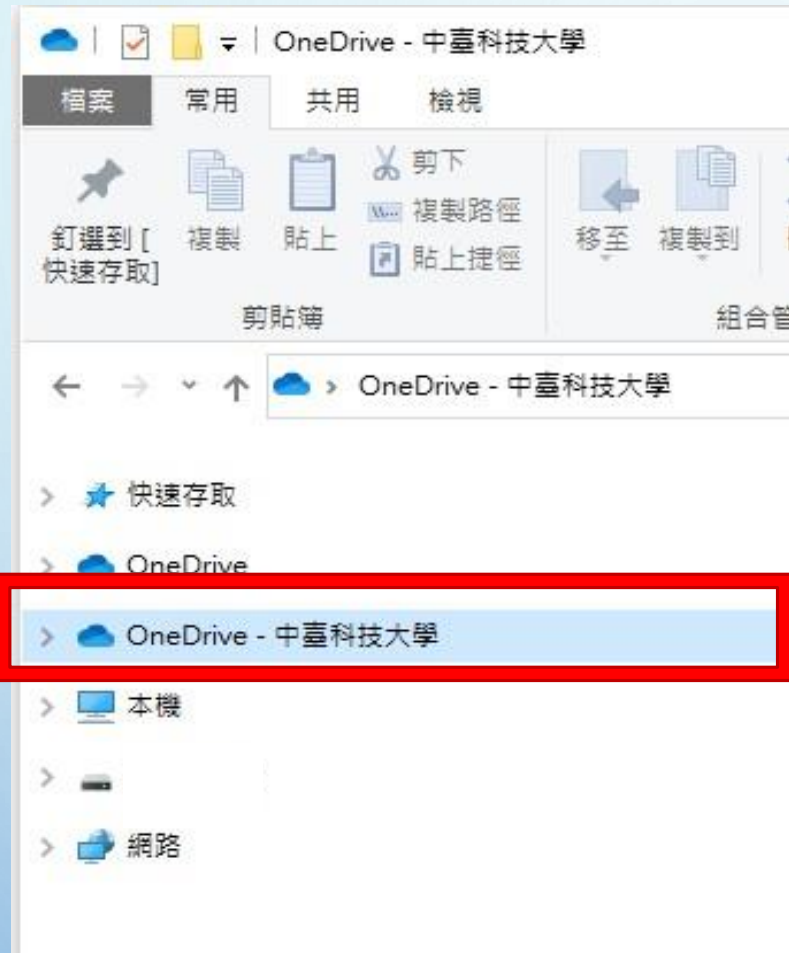 OneDrive - 中臺科技大學
檔案 常用 共用 檢視
釘選到 [
快速存取]
複製
貼上
剪下
複製路徑
貼上捷徑
剪貼簿
移至
複製到
組合管
OneDrive - 中臺科技大學
快速存取
OneDrive
OneDrive - 中臺科技大學
本機
網路